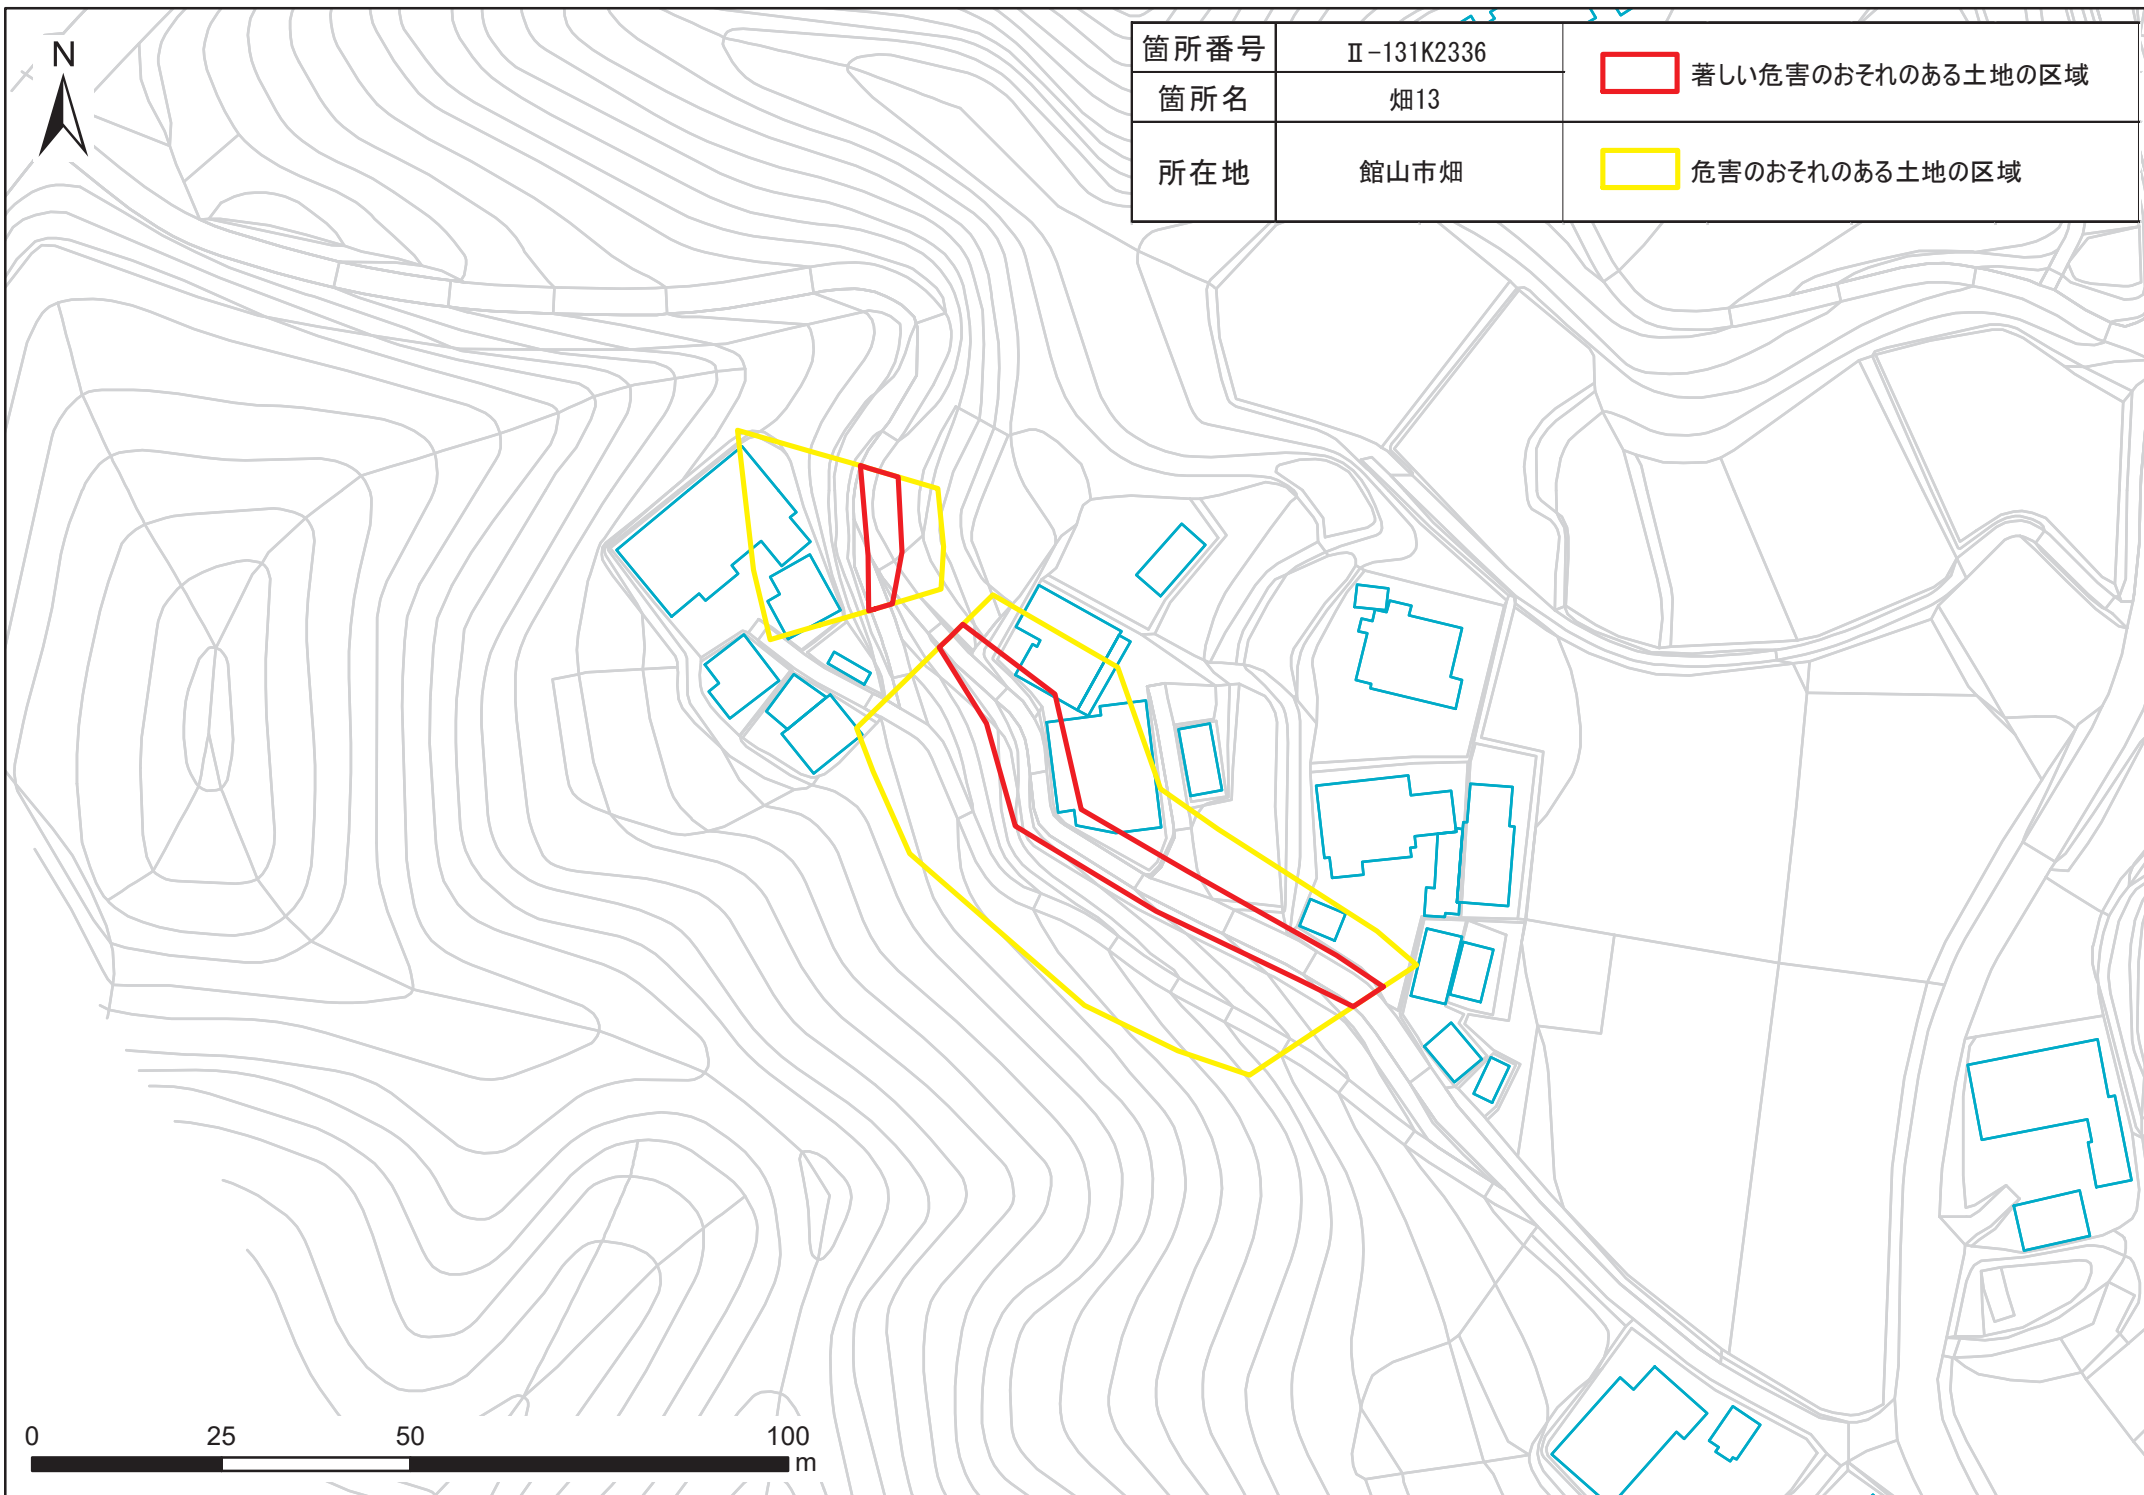 N
箇所番号 Ⅱ-131K2336
箇所名 畑13
所在地 館山市畑
著しい危害のおそれのある土地の区域
危害のおそれのある土地の区域
0 25 50 100
m